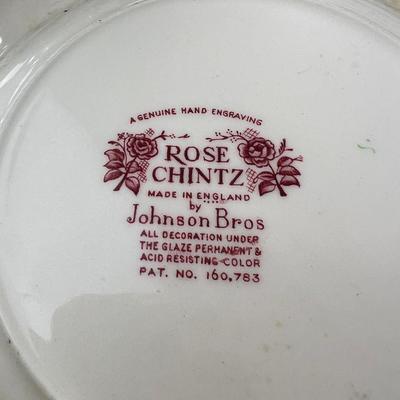 A GENUINE HAND ENGRAVING
ROSE
CHINTZ
MADE IN ENGLAND
by
Johnson Bros
ALL DECORATION UNDER
THE GLAZE PERMANENT &
ACID RESISTING COLOR
PAT. NO. 160,783